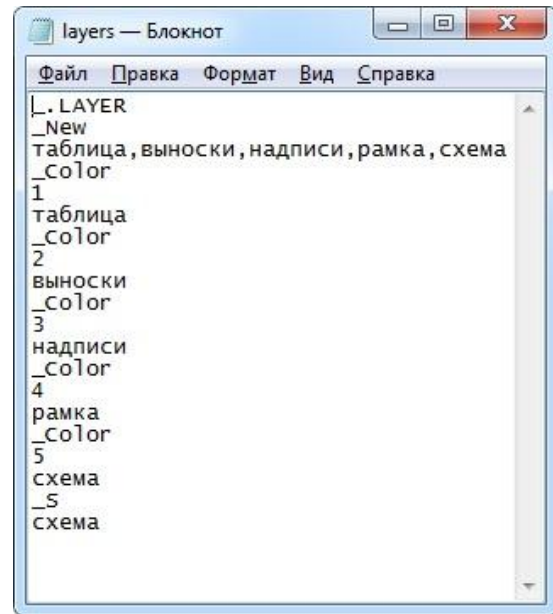 layers — Блокнот
Файл Правка Формат Вид Справка
_.LAYER
_New
таблица,выноски,надписи,рамка,схема
_Color
1
таблица
_Color
2
выноски
_Color
3
надписи
_Color
4
рамка
_Color
5
схема
_S
схема